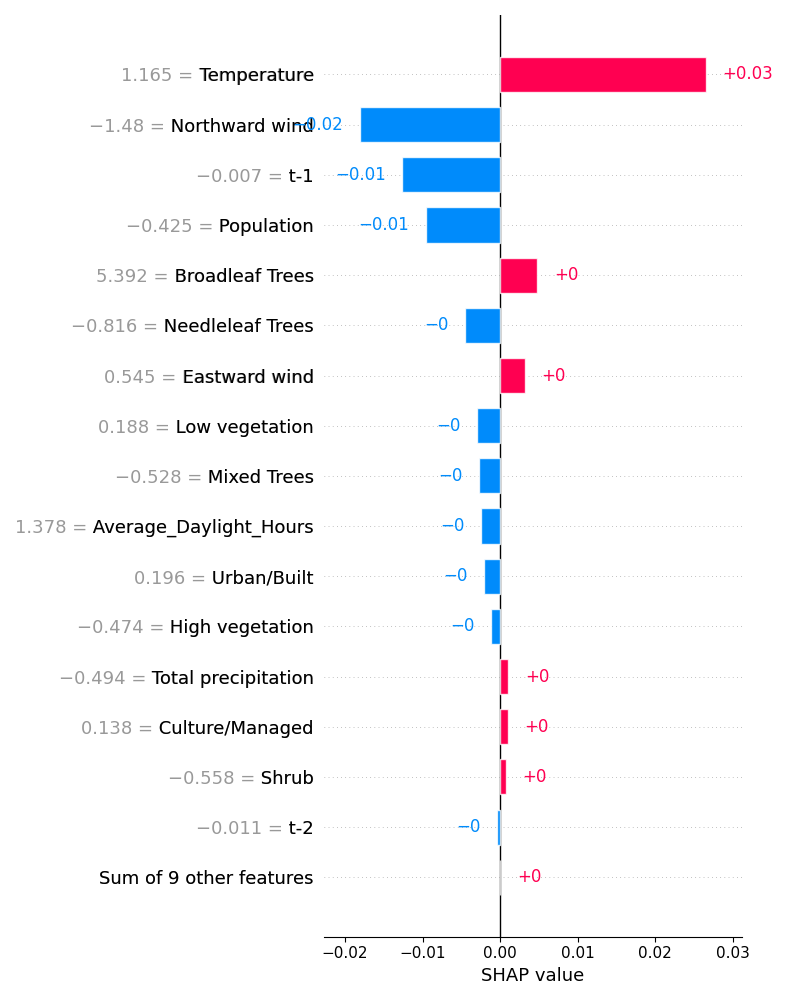 1.165 = Temperature +0.03
−1.48 = Northward wind −0.02
−0.007 = t-1 −0.01
−0.425 = Population −0.01
5.392 = Broadleaf Trees +0
−0.816 = Needleleaf Trees −0
0.545 = Eastward wind +0
0.188 = Low vegetation −0
−0.528 = Mixed Trees −0
1.378 = Average_Daylight_Hours −0
0.196 = Urban/Built −0
−0.474 = High vegetation −0
−0.494 = Total precipitation +0
0.138 = Culture/Managed +0
−0.558 = Shrub +0
−0.011 = t-2 −0
Sum of 9 other features +0
−0.02 −0.01 0.00 0.01 0.02 0.03
SHAP value